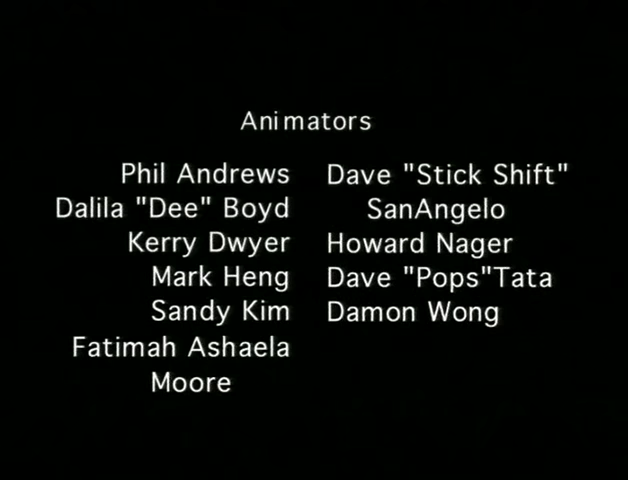 Animators
Phil Andrews
Dalila "Dee" Boyd
Kerry Dwyer
Mark Heng
Sandy Kim
Fatimah Ashaela
Moore
Dave "Stick Shift"
SanAngelo
Howard Nager
Dave "Pops"Tata
Damon Wong